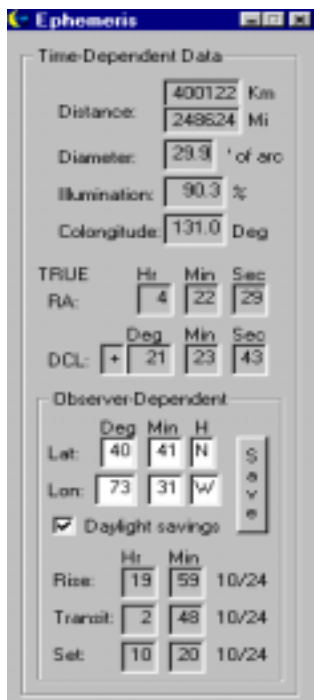 Ephemeris
Time-Dependent Data
Distance: 400122 Km
248624 Mi
Diameter: 29.9 ' of arc
Illumination: 90.3 %
Colongitude: 131.0 Deg
TRUE Hr Min Sec
RA: 4 22 29
Deg Min Sec
DCL: + 21 23 43
Observer-Dependent
Deg Min H
Lat: 40 41 N
Lon: 73 31 W
Save
Daylight savings
Hr Min
Rise: 19 59 10/24
Transit: 2 48 10/24
Set: 10 20 10/24